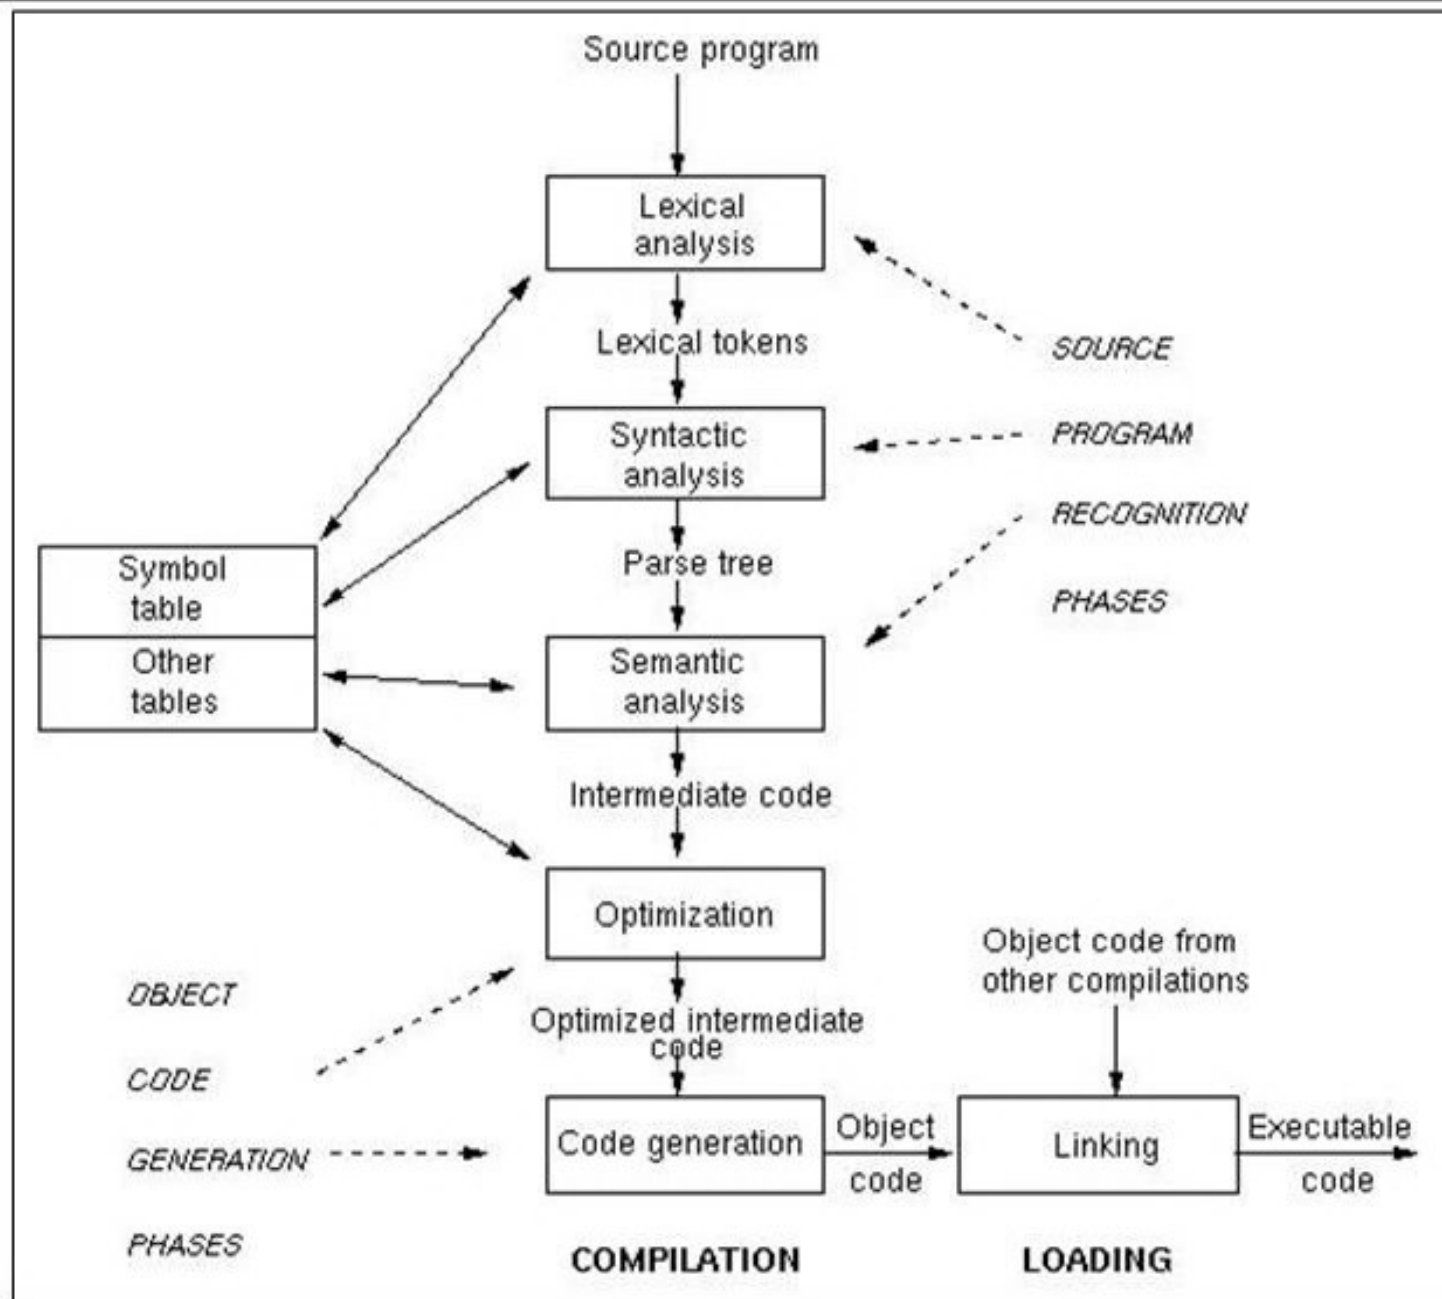 Source program
Lexical
analysis
Lexical tokens
SOURCE
Syntactic
analysis
PROGRAM
RECOGNITION
Parse tree
PHASES
Symbol
table
Other
tables
Semantic
analysis
Intermediate code
Optimization
Object code from
other compilations
OBJECT
Optimized intermediate
code
CODE
GENERATION
Code generation
Object
code
Linking
Executable
code
PHASES
COMPILATION
LOADING